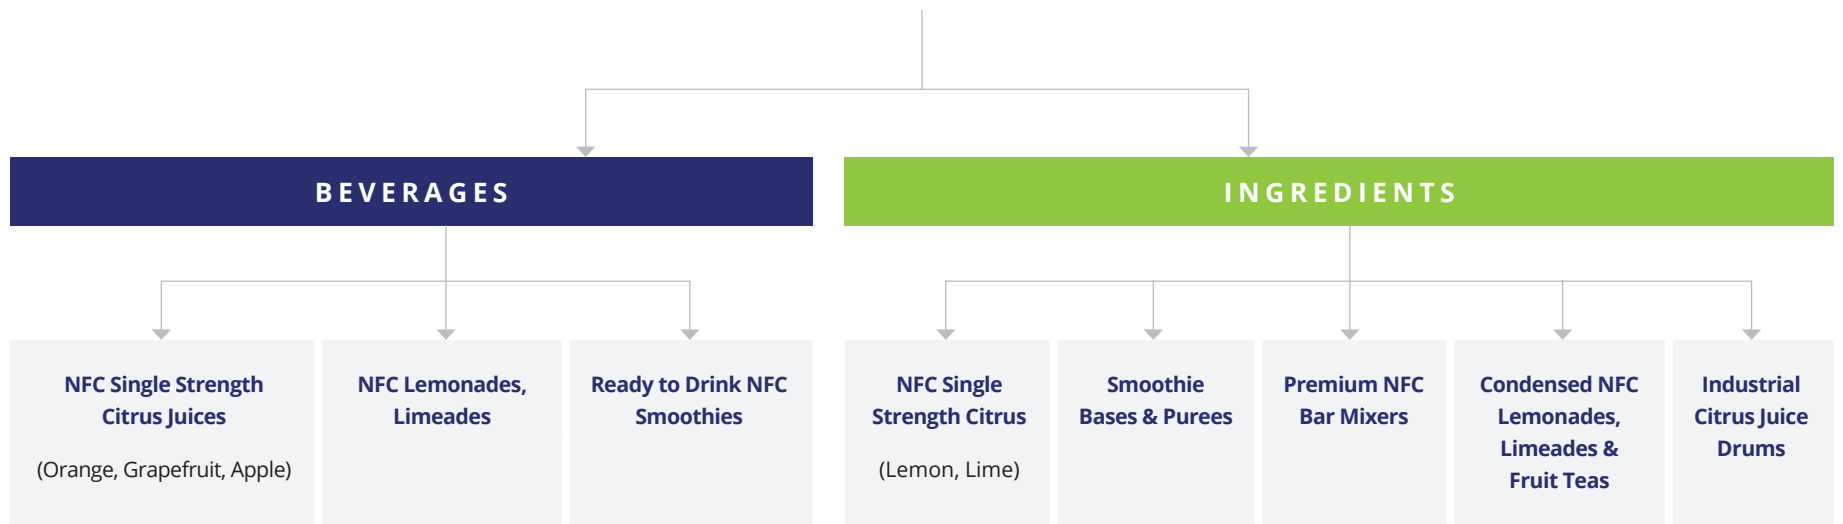 BEVERAGES
INGREDIENTS
NFC Single Strength
Citrus Juices
(Orange, Grapefruit, Apple)
NFC Lemonades,
Limeades
Ready to Drink NFC
Smoothies
NFC Single
Strength Citrus
(Lemon, Lime)
Smoothie
Bases & Purees
Premium NFC
Bar Mixers
Condensed NFC
Lemonades,
Limeades &
Fruit Teas
Industrial
Citrus Juice
Drums